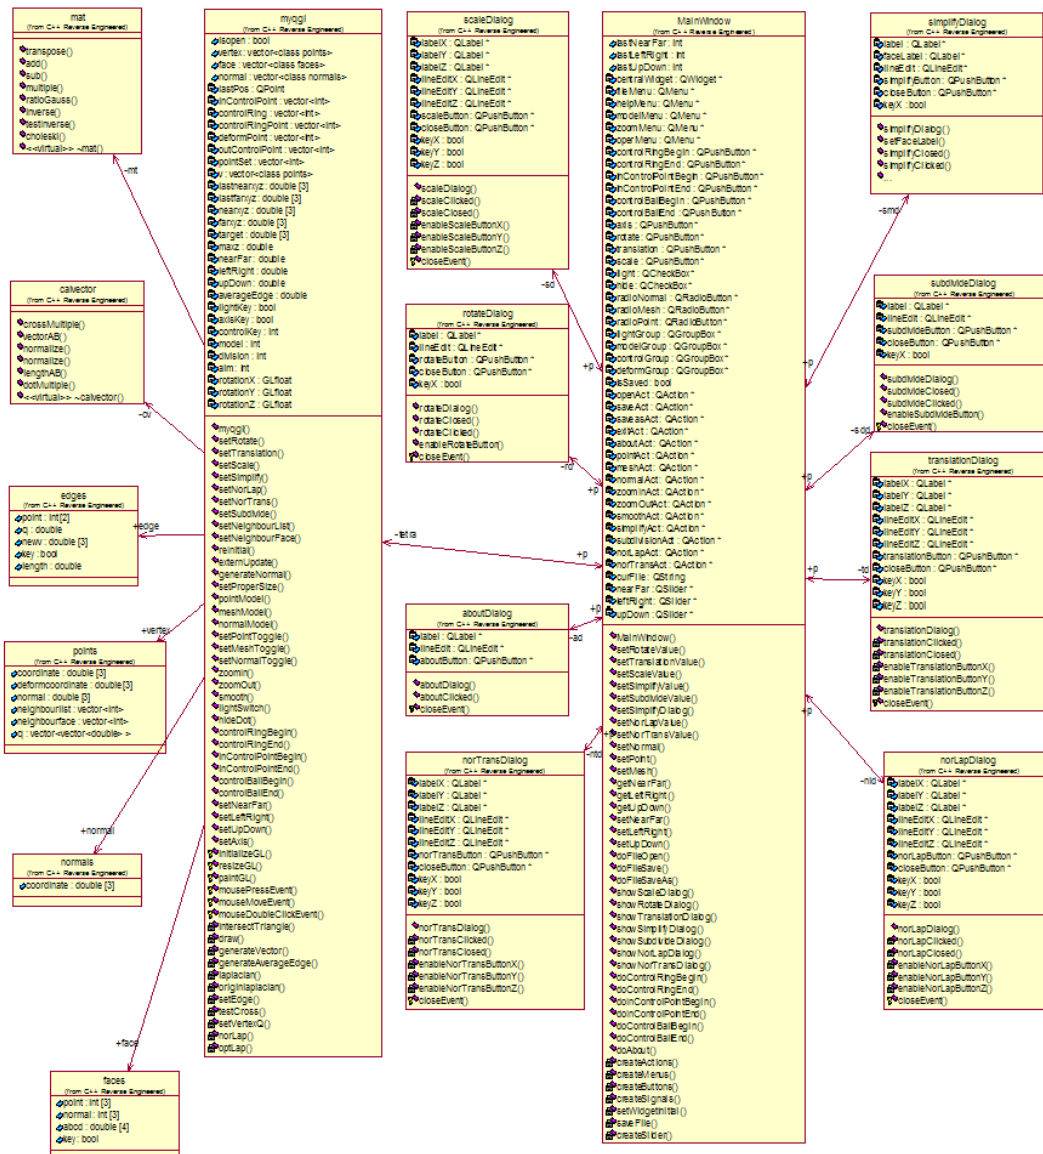 mat
(from C++ Reverse Engineered)
transpose()
add()
sub()
multiple()
ratioGauss()
inverse()
testInverse()
choleski()
<<virtual>> ~mat()
-mt
calvector
(from C++ Reverse Engineered)
crossMultiple()
vectorAB()
normalize()
normalize()
lengthAB()
dotMultiple()
<<virtual>> ~calvector()
-cv
edges
(from C++ Reverse Engineered)
point : int[2]
q : double
newv : double [3]
key : bool
length : double
+edge
+vertex
points
(from C++ Reverse Engineered)
coordinate : double [3]
deformcoordinate : double[3]
normal : double [3]
neighbourlist : vector<int>
neighbourface : vector<int>
q : vector<vector<double> >
+normal
normals
(from C++ Reverse Engineered)
coordinate : double [3]
+face
faces
(from C++ Reverse Engineered)
point : int [3]
normal : int [3]
abcd : double [4]
key : bool
myqgl
(from C++ Reverse Engineered)
isopen : bool
vertex : vector<class points>
face : vector<class faces>
normal : vector<class normals>
lastPos : QPoint
inControlPoint : vector<int>
controlRing : vector<int>
controlRingPoint : vector<int>
deformPoint : vector<int>
outControlPoint : vector<int>
pointSet : vector<int>
v : vector<class points>
lastnearxyz : double [3]
lastfarxyz : double [3]
nearxyz : double [3]
farxyz : double [3]
target : double [3]
maxz : double
nearFar : double
leftRight : double
upDown : double
averageEdge : double
lightKey : bool
axisKey : bool
controlKey : int
model : int
division : int
aim : int
rotationX : GLfloat
rotationY : GLfloat
rotationZ : GLfloat
myqgl()
setRotate()
setTranslation()
setScale()
setSimplify()
setNorLap()
setNorTrans()
setSubdivide()
setNeighbourList()
setNeighbourFace()
reinitial()
externUpdate()
generateNormal()
setProperSize()
pointModel()
meshModel()
normalModel()
setPointToggle()
setMeshToggle()
setNormalToggle()
zoomIn()
zoomOut()
smooth()
lightSwitch()
hideDot()
controlRingBegin()
controlRingEnd()
inControlPointBegin()
inControlPointEnd()
controlBallBegin()
controlBallEnd()
setNearFar()
setLeftRight()
setUpDown()
setAxis()
initializeGL()
resizeGL()
paintGL()
mousePressEvent()
mouseMoveEvent()
mouseDoubleClickEvent()
intersectTriangle()
draw()
generateVector()
generateAverageEdge()
laplacian()
originlaplacian()
setEdge()
testCross()
setVertexQ()
norLap()
optLap()
-tetra
+p
scaleDialog
(from C++ Reverse Engineered)
labelX : QLabel *
labelY : QLabel *
labelZ : QLabel *
lineEditX : QLineEdit *
lineEditY : QLineEdit *
lineEditZ : QLineEdit *
scaleButton : QPushButton *
closeButton : QPushButton *
keyX : bool
keyY : bool
keyZ : bool
scaleDialog()
scaleClicked()
scaleClosed()
enableScaleButtonX()
enableScaleButtonY()
enableScaleButtonZ()
closeEvent()
-sd
+p
rotateDialog
(from C++ Reverse Engineered)
label : QLabel *
lineEdit : QLineEdit *
rotateButton : QPushButton *
closeButton : QPushButton *
keyX : bool
rotateDialog()
rotateClosed()
rotateClicked()
enableRotateButton()
closeEvent()
-rd
+p
aboutDialog
(from C++ Reverse Engineered)
label : QLabel *
lineEdit : QLineEdit *
aboutButton : QPushButton *
aboutDialog()
aboutClicked()
closeEvent()
+p
-ad
norTransDialog
(from C++ Reverse Engineered)
labelX : QLabel *
labelY : QLabel *
labelZ : QLabel *
lineEditX : QLineEdit *
lineEditY : QLineEdit *
lineEditZ : QLineEdit *
norTransButton : QPushButton *
closeButton : QPushButton *
keyX : bool
keyY : bool
keyZ : bool
norTransDialog()
norTransClicked()
norTransClosed()
enableNorTransButtonX()
enableNorTransButtonY()
enableNorTransButtonZ()
closeEvent()
+p
-ntd
MainWindow
(from C++ Reverse Engineered)
lastNearFar : int
lastLeftRight : int
lastUpDown : int
centralWidget : QWidget *
fileMenu : QMenu *
helpMenu : QMenu *
modelMenu : QMenu *
zoomMenu : QMenu *
operMenu : QMenu *
controlRingBegin : QPushButton *
controlRingEnd : QPushButton *
inControlPointBegin : QPushButton *
inControlPointEnd : QPushButton *
controlBallBegin : QPushButton *
controlBallEnd : QPushButton *
axis : QPushButton *
rotate : QPushButton *
translation : QPushButton *
scale : QPushButton *
light : QCheckBox *
hide : QCheckBox *
radioNormal : QRadioButton *
radioMesh : QRadioButton *
radioPoint : QRadioButton *
lightGroup : QGroupBox *
modelGroup : QGroupBox *
controlGroup : QGroupBox *
deformGroup : QGroupBox *
isSaved : bool
openAct : QAction *
saveAct : QAction *
saveasAct : QAction *
exitAct : QAction *
aboutAct : QAction *
pointAct : QAction *
meshAct : QAction *
normalAct : QAction *
zoomInAct : QAction *
zoomOutAct : QAction *
smoothAct : QAction *
simplifyAct : QAction *
subdivisionAct : QAction *
norLapAct : QAction *
norTransAct : QAction *
curFile : QString
nearFar : QSlider *
leftRight : QSlider *
upDown : QSlider *
MainWindow()
setRotateValue()
setTranslationValue()
setScaleValue()
setSimplifyValue()
setSubdivideValue()
setSimplifyDialog()
setNorLapValue()
setNorTransValue()
setNormal()
setPoint()
setMesh()
getNearFar()
getLeftRight()
getUpDown()
setNearFar()
setLeftRight()
setUpDown()
doFileOpen()
doFileSave()
doFileSaveAs()
showScaleDialog()
showRotateDialog()
showTranslationDialog()
showSimplifyDialog()
showSubdivideDialog()
showNorLapDialog()
showNorTransDialog()
doControlRingBegin()
doControlRingEnd()
doInControlPointBegin()
doInControlPointEnd()
doControlBallBegin()
doControlBallEnd()
doAbout()
createActions()
createMenus()
createButtons()
createSignals()
setWidgetInitial()
saveFile()
createSlider()
simplifyDialog
(from C++ Reverse Engineered)
label : QLabel *
faceLabel : QLabel *
lineEdit : QLineEdit *
simplifyButton : QPushButton *
closeButton : QPushButton *
keyX : bool
simplifyDialog()
setFaceLabel()
simplifyClosed()
simplifyClicked()
...
-smd
+p
subdivideDialog
(from C++ Reverse Engineered)
label : QLabel *
lineEdit : QLineEdit *
subdivideButton : QPushButton *
closeButton : QPushButton *
keyX : bool
subdivideDialog()
subdivideClosed()
subdivideClicked()
enableSubdivideButton()
closeEvent()
-sdd
+p
translationDialog
(from C++ Reverse Engineered)
labelX : QLabel *
labelY : QLabel *
labelZ : QLabel *
lineEditX : QLineEdit *
lineEditY : QLineEdit *
lineEditZ : QLineEdit *
translationButton : QPushButton *
closeButton : QPushButton *
keyX : bool
keyY : bool
keyZ : bool
translationDialog()
translationClicked()
translationClosed()
enableTranslationButtonX()
enableTranslationButtonY()
enableTranslationButtonZ()
closeEvent()
+p
-td
norLapDialog
(from C++ Reverse Engineered)
labelX : QLabel *
labelY : QLabel *
labelZ : QLabel *
lineEditX : QLineEdit *
lineEditY : QLineEdit *
lineEditZ : QLineEdit *
norLapButton : QPushButton *
closeButton : QPushButton *
keyX : bool
keyY : bool
keyZ : bool
norLapDialog()
norLapClicked()
norLapClosed()
enableNorLapButtonX()
enableNorLapButtonY()
enableNorLapButtonZ()
closeEvent()
+p
-nld